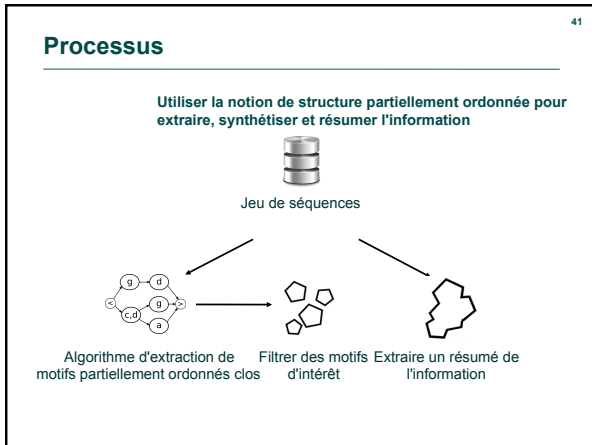 41
Processus
Utiliser la notion de structure partiellement ordonnée pour
extraire, synthétiser et résumer l'information
Jeu de séquences
g d
< g >
c,d
a
Algorithme d'extraction de
motifs partiellement ordonnés clos
Filtrer des motifs
d'intérêt
Extraire un résumé de
l'information